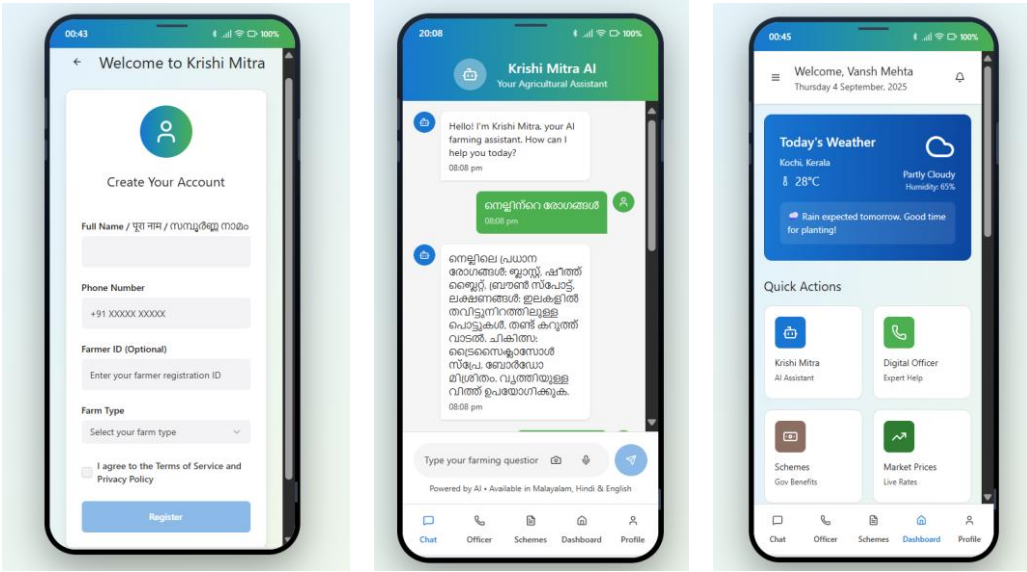 00:43
100%
Welcome to Krishi Mitra
Create Your Account
Full Name / पूरा नाम / സമ്പൂർണ്ണ നാമം
Phone Number
+91 XXXXX XXXXX
Farmer ID (Optional)
Enter your farmer registration ID
Farm Type
Select your farm type
I agree to the Terms of Service and
Privacy Policy
Register
20:08
100%
Krishi Mitra AI
Your Agricultural Assistant
Hello! I'm Krishi Mitra, your AI
farming assistant. How can I
help you today?
08:08 pm
നെല്ലിന്റെ രോഗങ്ങൾ
08:08 pm
നെല്ലിലെ പ്രധാന
രോഗങ്ങൾ: ബ്ലാസ്റ്റ്, ഷീത്ത്
ബ്ലൈറ്റ്, ബ്രൗൺ സ്പോട്ട്.
ലക്ഷണങ്ങൾ: ഇലകളിൽ
തവിട്ടുനിറത്തിലുള്ള
പൊട്ടുകൾ, തണ്ട് കറുത്ത്
വാടൽ. ചികിത്സ:
ട്രൈസൈക്ലാസോൾ
സ്പ്രേ, ബോർഡോ
മിശ്രിതം. വൃത്തിയുള്ള
വിത്ത് ഉപയോഗിക്കുക.
08:08 pm
Type your farming question
Powered by AI • Available in Malayalam, Hindi & English
Chat
Officer
Schemes
Dashboard
Profile
00:45
100%
Welcome, Vansh Mehta
Thursday 4 September, 2025
Today's Weather
Kochi, Kerala
28°C
Partly Cloudy
Humidity: 65%
Rain expected tomorrow. Good time
for planting!
Quick Actions
Krishi Mitra
AI Assistant
Digital Officer
Expert Help
Schemes
Gov Benefits
Market Prices
Live Rates
Chat
Officer
Schemes
Dashboard
Profile